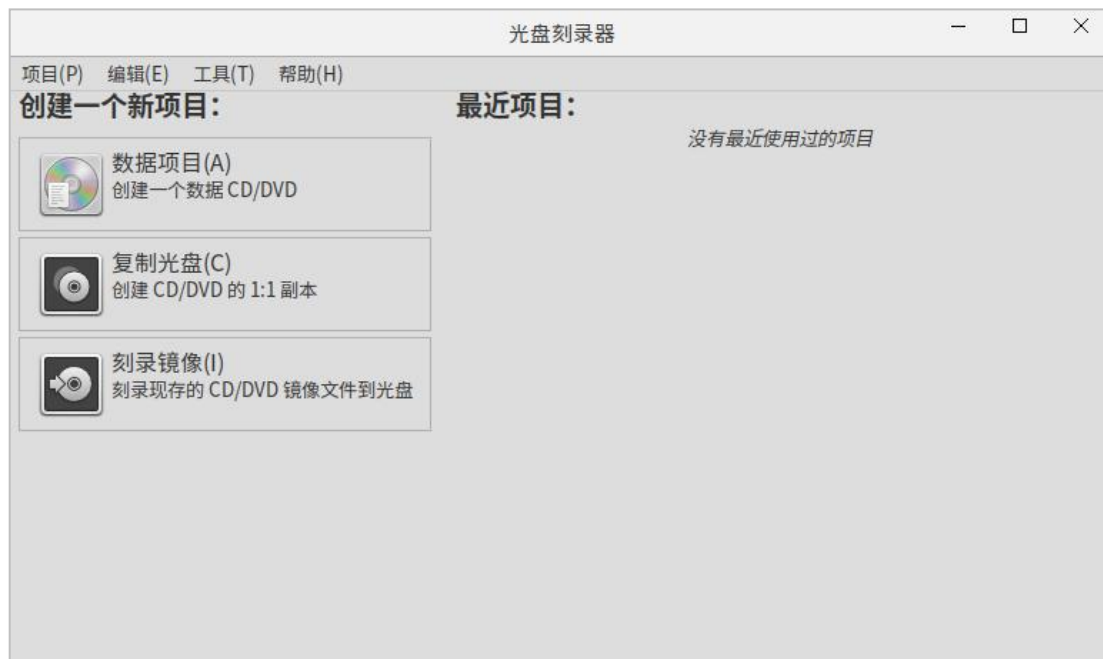 光盘刻录器
项目(P) 编辑(E) 工具(T) 帮助(H)
创建一个新项目：
数据项目(A)
创建一个数据 CD/DVD
复制光盘(C)
创建 CD/DVD 的 1:1 副本
刻录镜像(I)
刻录现存的 CD/DVD 镜像文件到光盘
最近项目：
没有最近使用过的项目